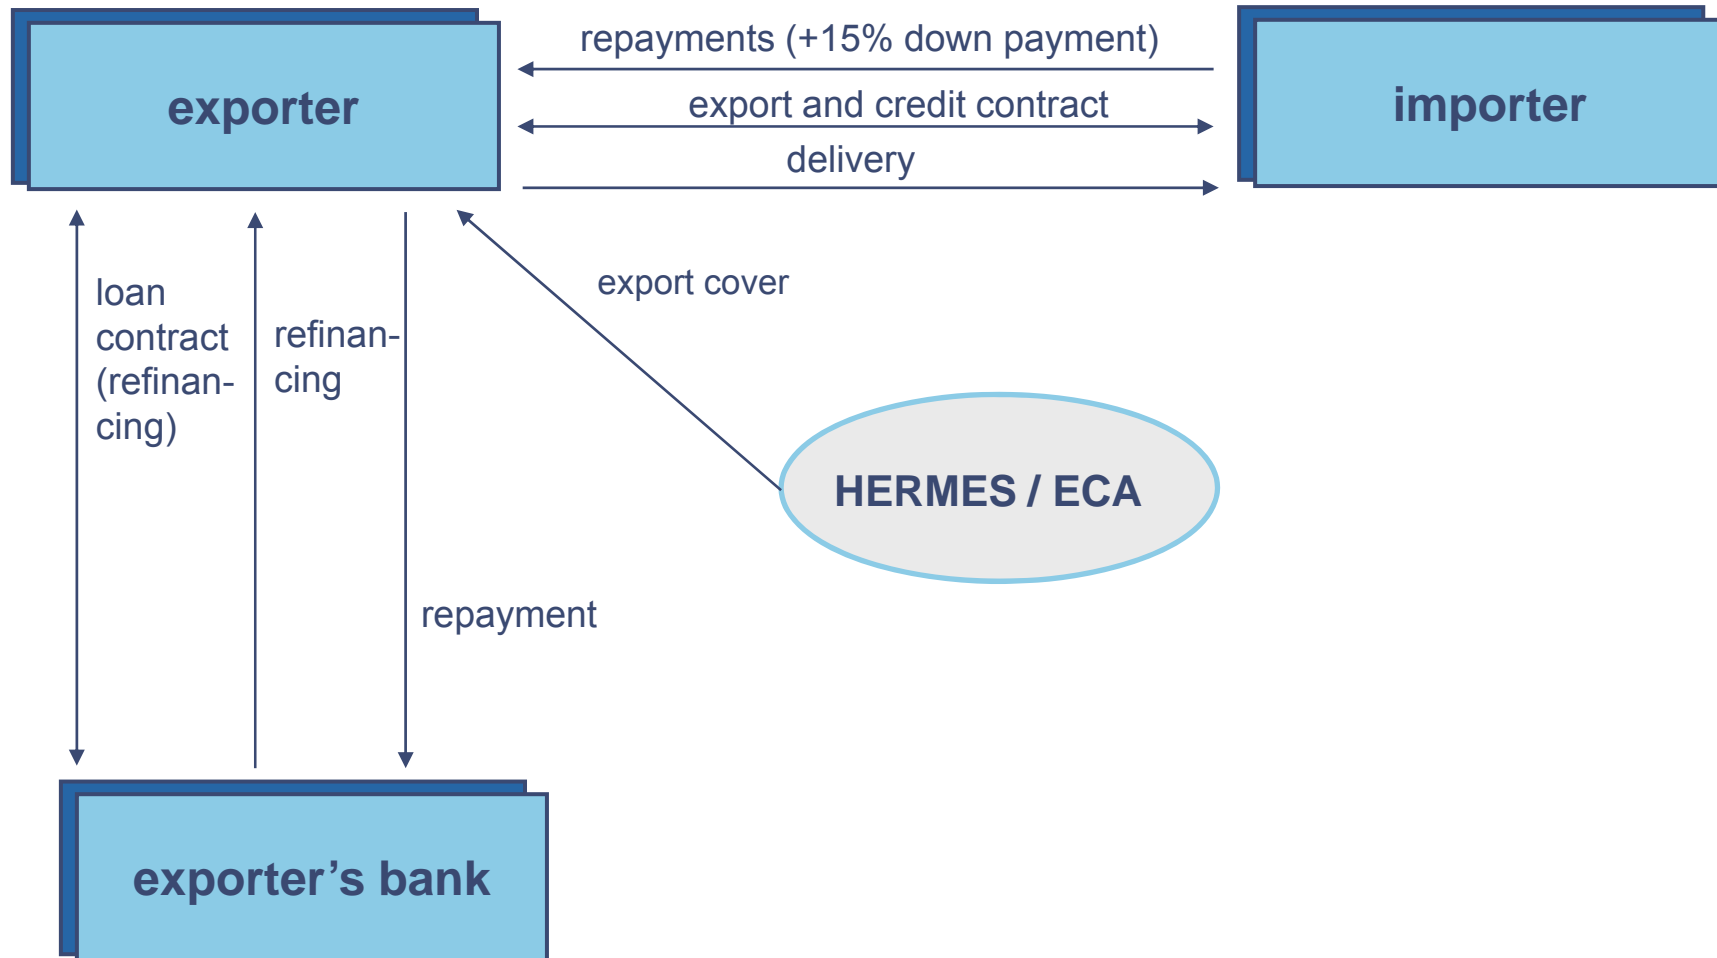 repayments (+15% down payment)
exporter
export and credit contract
importer
delivery
loan
contract
(refinan-
cing)
refinan-
cing
export cover
HERMES / ECA
repayment
exporter’s bank